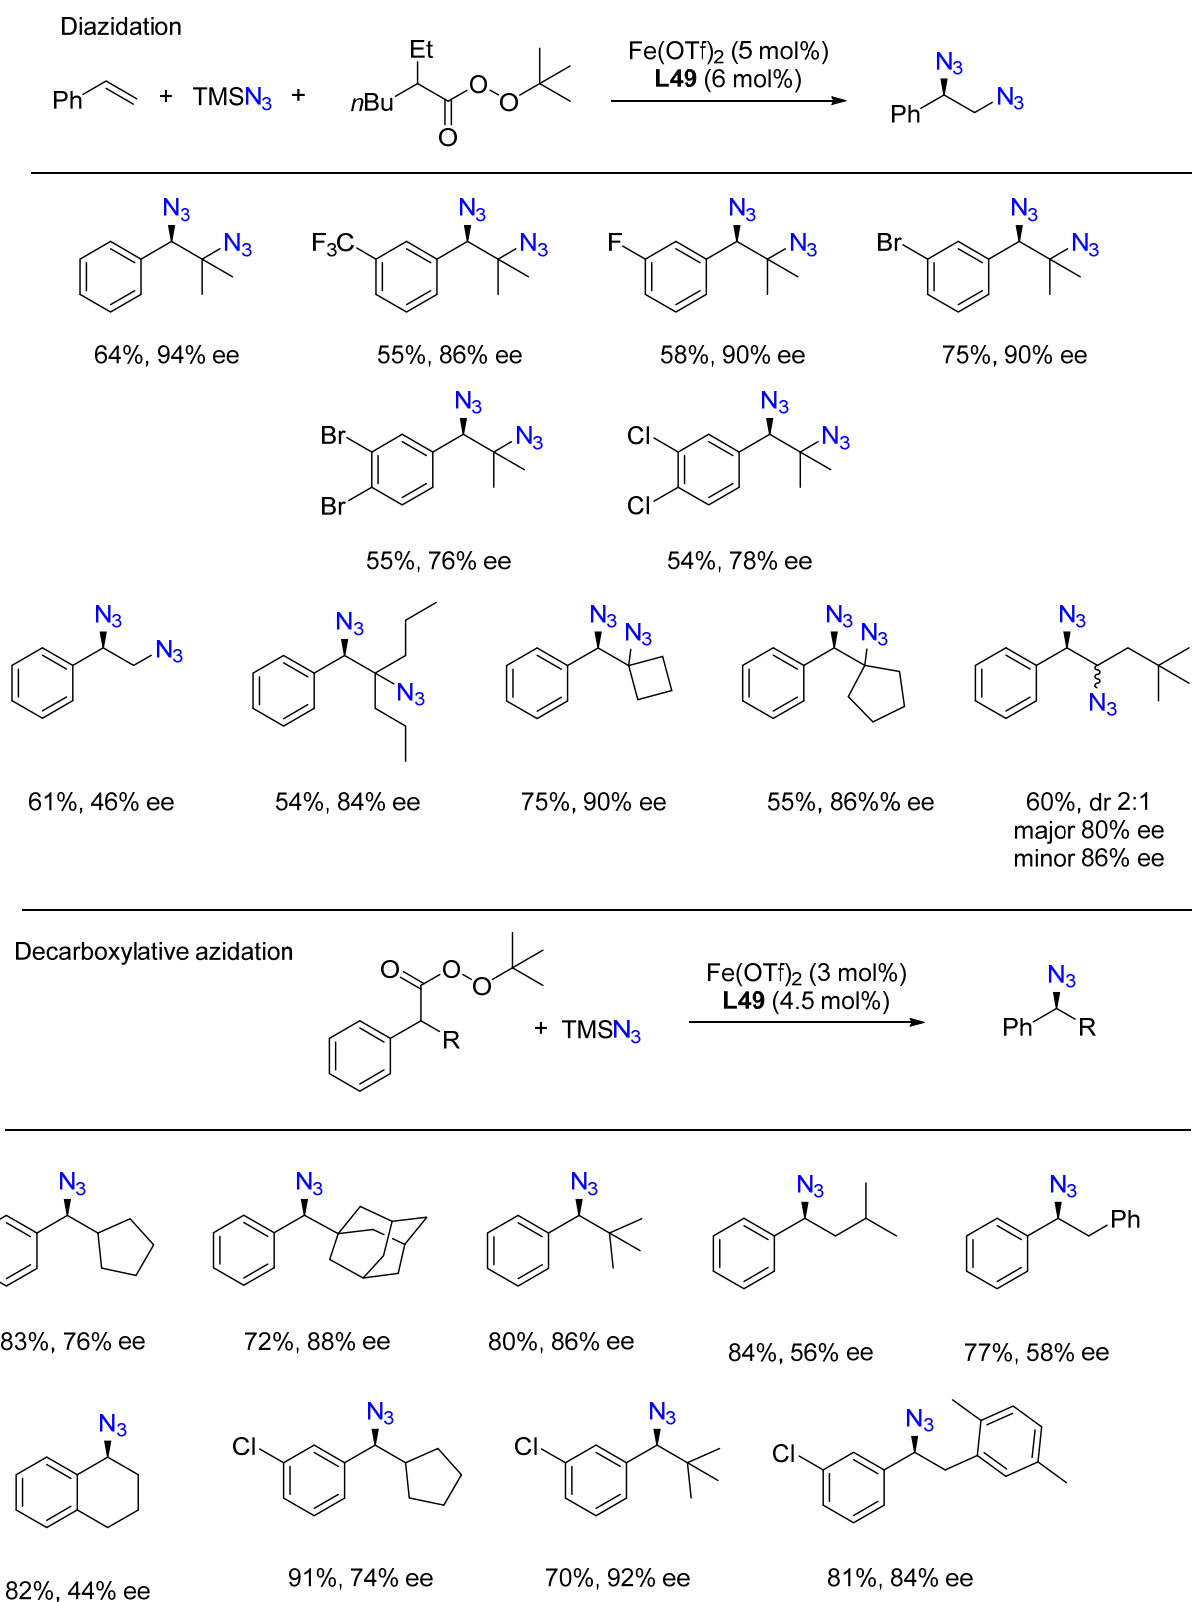 Diazidation
Ph + TMSN3 + Et nBu O O O Fe(OTf)2 (5 mol%) L49 (6 mol%) N3 Ph N3
N3 N3
F3C N3 N3
F N3 N3
Br N3 N3
64%, 94% ee
55%, 86% ee
58%, 90% ee
75%, 90% ee
Br Br N3 N3
Cl Cl N3 N3
55%, 76% ee
54%, 78% ee
N3 N3
N3 N3
N3 N3
N3 N3
N3 N3
61%, 46% ee
54%, 84% ee
75%, 90% ee
55%, 86%% ee
60%, dr 2:1
major 80% ee
minor 86% ee
Decarboxylative azidation
O O O R + TMSN3 Fe(OTf)2 (3 mol%) L49 (4.5 mol%) N3 Ph R
N3
N3
N3
N3
N3 Ph
83%, 76% ee
72%, 88% ee
80%, 86% ee
84%, 56% ee
77%, 58% ee
N3
Cl N3
Cl N3
Cl N3
82%, 44% ee
91%, 74% ee
70%, 92% ee
81%, 84% ee